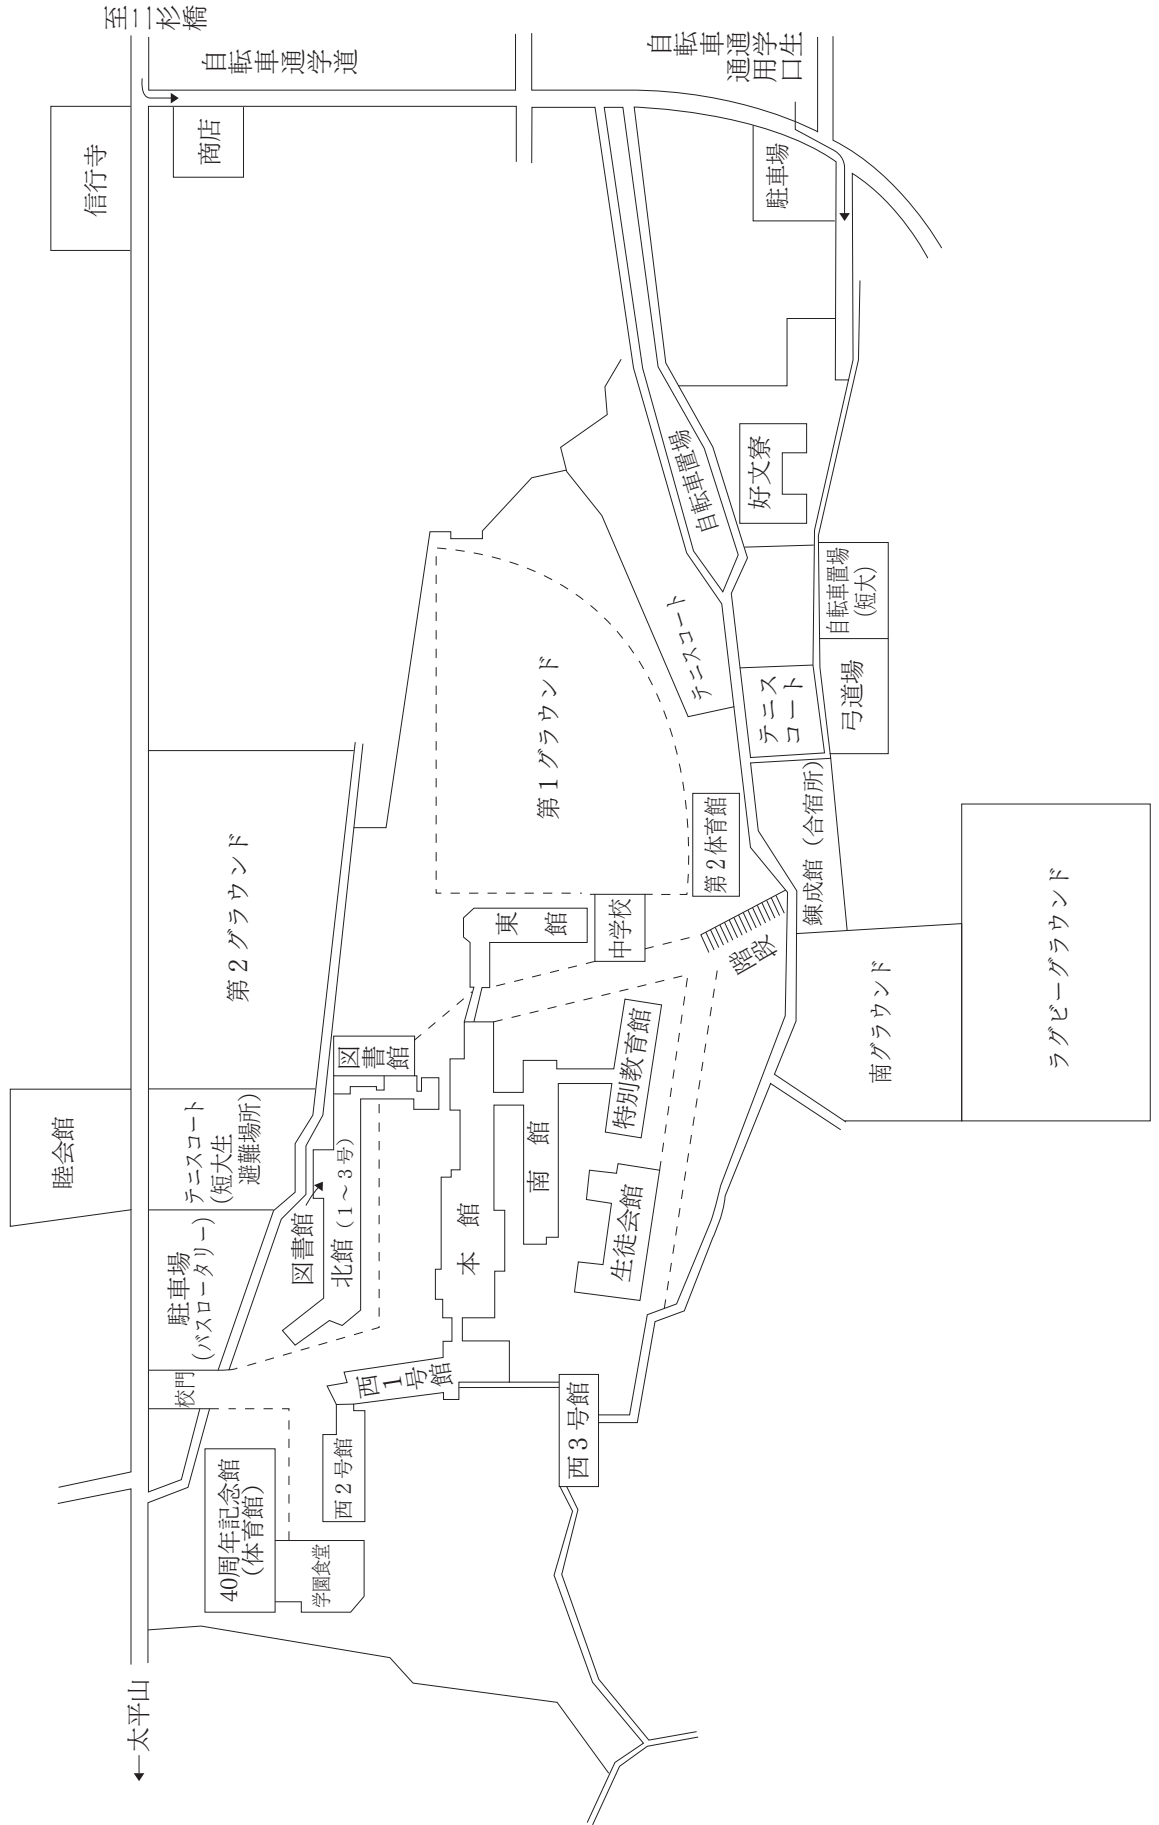 至二杉橋
自転車通学道
自転車通学生
通用口
信行寺
商店
駐車場
自転車置場
好文寮
自転車置場
(短大)
弓道場
テニスコート
テニス
コート
第1グラウンド
第2体育館
錬成館(合宿所)
第2グラウンド
東館
中学校
階段
南グラウンド
ラグビーグラウンド
睦会館
テニスコート
(短大生
避難場所)
図書館
図書館
北館(1〜3号)
本館
南館
特別教育館
生徒会館
駐車場
(バスロータリー)
校門
西1号館
西2号館
西3号館
40周年記念館
(体育館)
学園食堂
←太平山